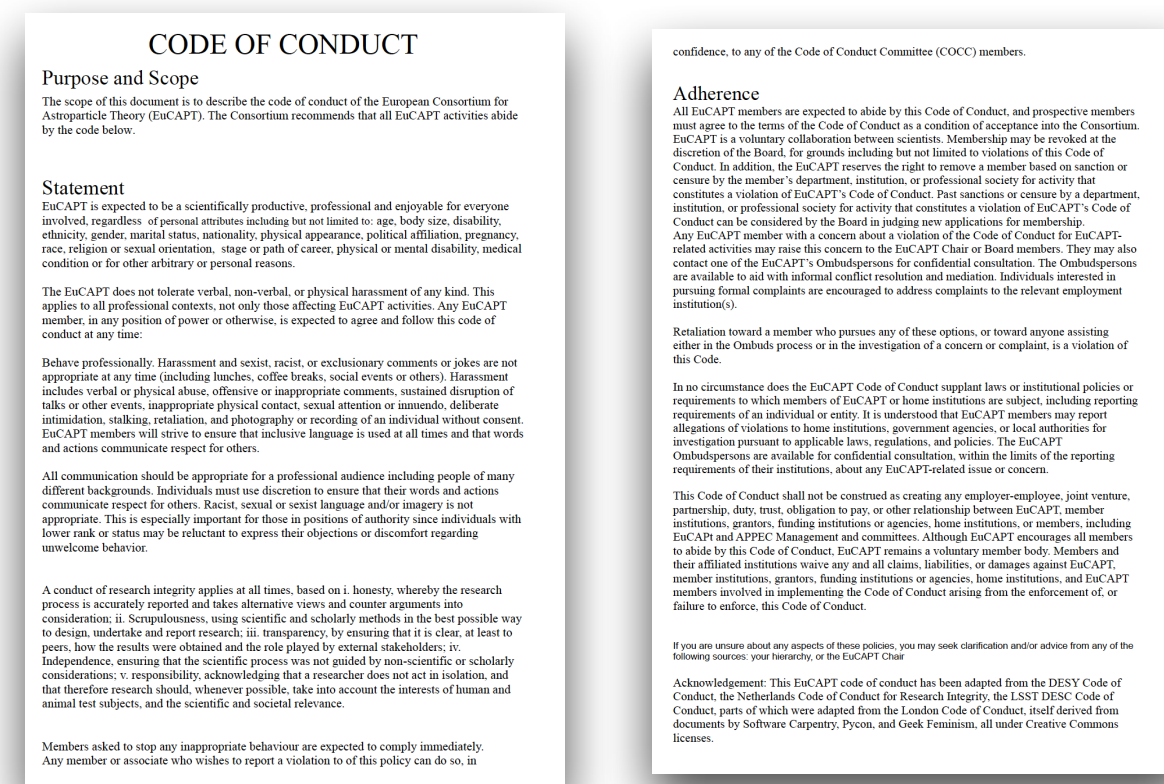 CODE OF CONDUCT
Purpose and Scope
The scope of this document is to describe the code of conduct of the European Consortium for
Astroparticle Theory (EuCAPT). The Consortium recommends that all EuCAPT activities abide
by the code below.
Statement
EuCAPT is expected to be a scientifically productive, professional and enjoyable for everyone
involved, regardless of personal attributes including but not limited to: age, body size, disability,
ethnicity, gender, marital status, nationality, physical appearance, political affiliation, pregnancy,
race, religion or sexual orientation, stage or path of career, physical or mental disability, medical
condition or for other arbitrary or personal reasons.
The EuCAPT does not tolerate verbal, non-verbal, or physical harassment of any kind. This
applies to all professional contexts, not only those affecting EuCAPT activities. Any EuCAPT
member, in any position of power or otherwise, is expected to agree and follow this code of
conduct at any time:
Behave professionally. Harassment and sexist, racist, or exclusionary comments or jokes are not
appropriate at any time (including lunches, coffee breaks, social events or others). Harassment
includes verbal or physical abuse, offensive or inappropriate comments, sustained disruption of
talks or other events, inappropriate physical contact, sexual attention or innuendo, deliberate
intimidation, stalking, retaliation, and photography or recording of an individual without consent.
EuCAPT members will strive to ensure that inclusive language is used at all times and that words
and actions communicate respect for others.
All communication should be appropriate for a professional audience including people of many
different backgrounds. Individuals must use discretion to ensure that their words and actions
communicate respect for others. Racist, sexual or sexist language and/or imagery is not
appropriate. This is especially important for those in positions of authority since individuals with
lower rank or status may be reluctant to express their objections or discomfort regarding
unwelcome behavior.
A conduct of research integrity applies at all times, based on i. honesty, whereby the research
process is accurately reported and takes alternative views and counter arguments into
consideration; ii. Scrupulousness, using scientific and scholarly methods in the best possible way
to design, undertake and report research; iii. transparency, by ensuring that it is clear, at least to
peers, how the results were obtained and the role played by external stakeholders; iv.
Independence, ensuring that the scientific process was not guided by non-scientific or scholarly
considerations; v. responsibility, acknowledging that a researcher does not act in isolation, and
that therefore research should, whenever possible, take into account the interests of human and
animal test subjects, and the scientific and societal relevance.
Members asked to stop any inappropriate behaviour are expected to comply immediately.
Any member or associate who wishes to report a violation to of this policy can do so, in
confidence, to any of the Code of Conduct Committee (COCC) members.
Adherence
All EuCAPT members are expected to abide by this Code of Conduct, and prospective members
must agree to the terms of the Code of Conduct as a condition of acceptance into the Consortium.
EuCAPT is a voluntary collaboration between scientists. Membership may be revoked at the
discretion of the Board, for grounds including but not limited to violations of this Code of
Conduct. In addition, the EuCAPT reserves the right to remove a member based on sanction or
censure by the member's department, institution, or professional society for activity that
constitutes a violation of EuCAPT's Code of Conduct. Past sanctions or censure by a department,
institution, or professional society for activity that constitutes a violation of EuCAPT's Code of
Conduct can be considered by the Board in judging new applications for membership.
Any EuCAPT member with a concern about a violation of the Code of Conduct for EuCAPT-
related activities may raise this concern to the EuCAPT Chair or Board members. They may also
contact one of the EuCAPT's Ombudspersons for confidential consultation. The Ombudspersons
are available to aid with informal conflict resolution and mediation. Individuals interested in
pursuing formal complaints are encouraged to address complaints to the relevant employment
institution(s).
Retaliation toward a member who pursues any of these options, or toward anyone assisting
either in the Ombuds process or in the investigation of a concern or complaint, is a violation of
this Code.
In no circumstance does the EuCAPT Code of Conduct supplant laws or institutional policies or
requirements to which members of EuCAPT or home institutions are subject, including reporting
requirements of an individual or entity. It is understood that EuCAPT members may report
allegations of violations to home institutions, government agencies, or local authorities for
investigation pursuant to applicable laws, regulations, and policies. The EuCAPT
Ombudspersons are available for confidential consultation, within the limits of the reporting
requirements of their institutions, about any EuCAPT-related issue or concern.
This Code of Conduct shall not be construed as creating any employer-employee, joint venture,
partnership, duty, trust, obligation to pay, or other relationship between EuCAPT, member
institutions, grantors, funding institutions or agencies, home institutions, or members, including
EuCAPt and APPEC Management and committees. Although EuCAPT encourages all members
to abide by this Code of Conduct, EuCAPT remains a voluntary member body. Members and
their affiliated institutions waive any and all claims, liabilities, or damages against EuCAPT,
member institutions, grantors, funding institutions or agencies, home institutions, and EuCAPT
members involved in implementing the Code of Conduct arising from the enforcement of, or
failure to enforce, this Code of Conduct.
If you are unsure about any aspects of these policies, you may seek clarification and/or advice from any of the
following sources: your hierarchy, or the EuCAPT Chair
Acknowledgement: This EuCAPT code of conduct has been adapted from the DESY Code of
Conduct, the Netherlands Code of Conduct for Research Integrity, the LSST DESC Code of
Conduct, parts of which were adapted from the London Code of Conduct, itself derived from
documents by Software Carpentry, Pycon, and Geek Feminism, all under Creative Commons
licenses.